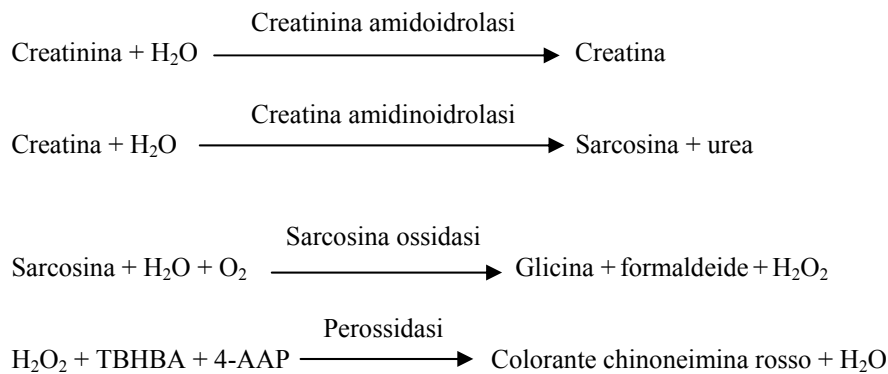 Creatinina amidoidrolasi
Creatinina + H₂O Creatina
Creatina amidinoidrolasi
Creatina + H₂O Sarcosina + urea
Sarcosina ossidasi
Sarcosina + H₂O + O₂ Glicina + formaldeide + H₂O₂
Perossidasi
H₂O₂ + TBHBA + 4-AAP Colorante chinoneimina rosso + H₂O